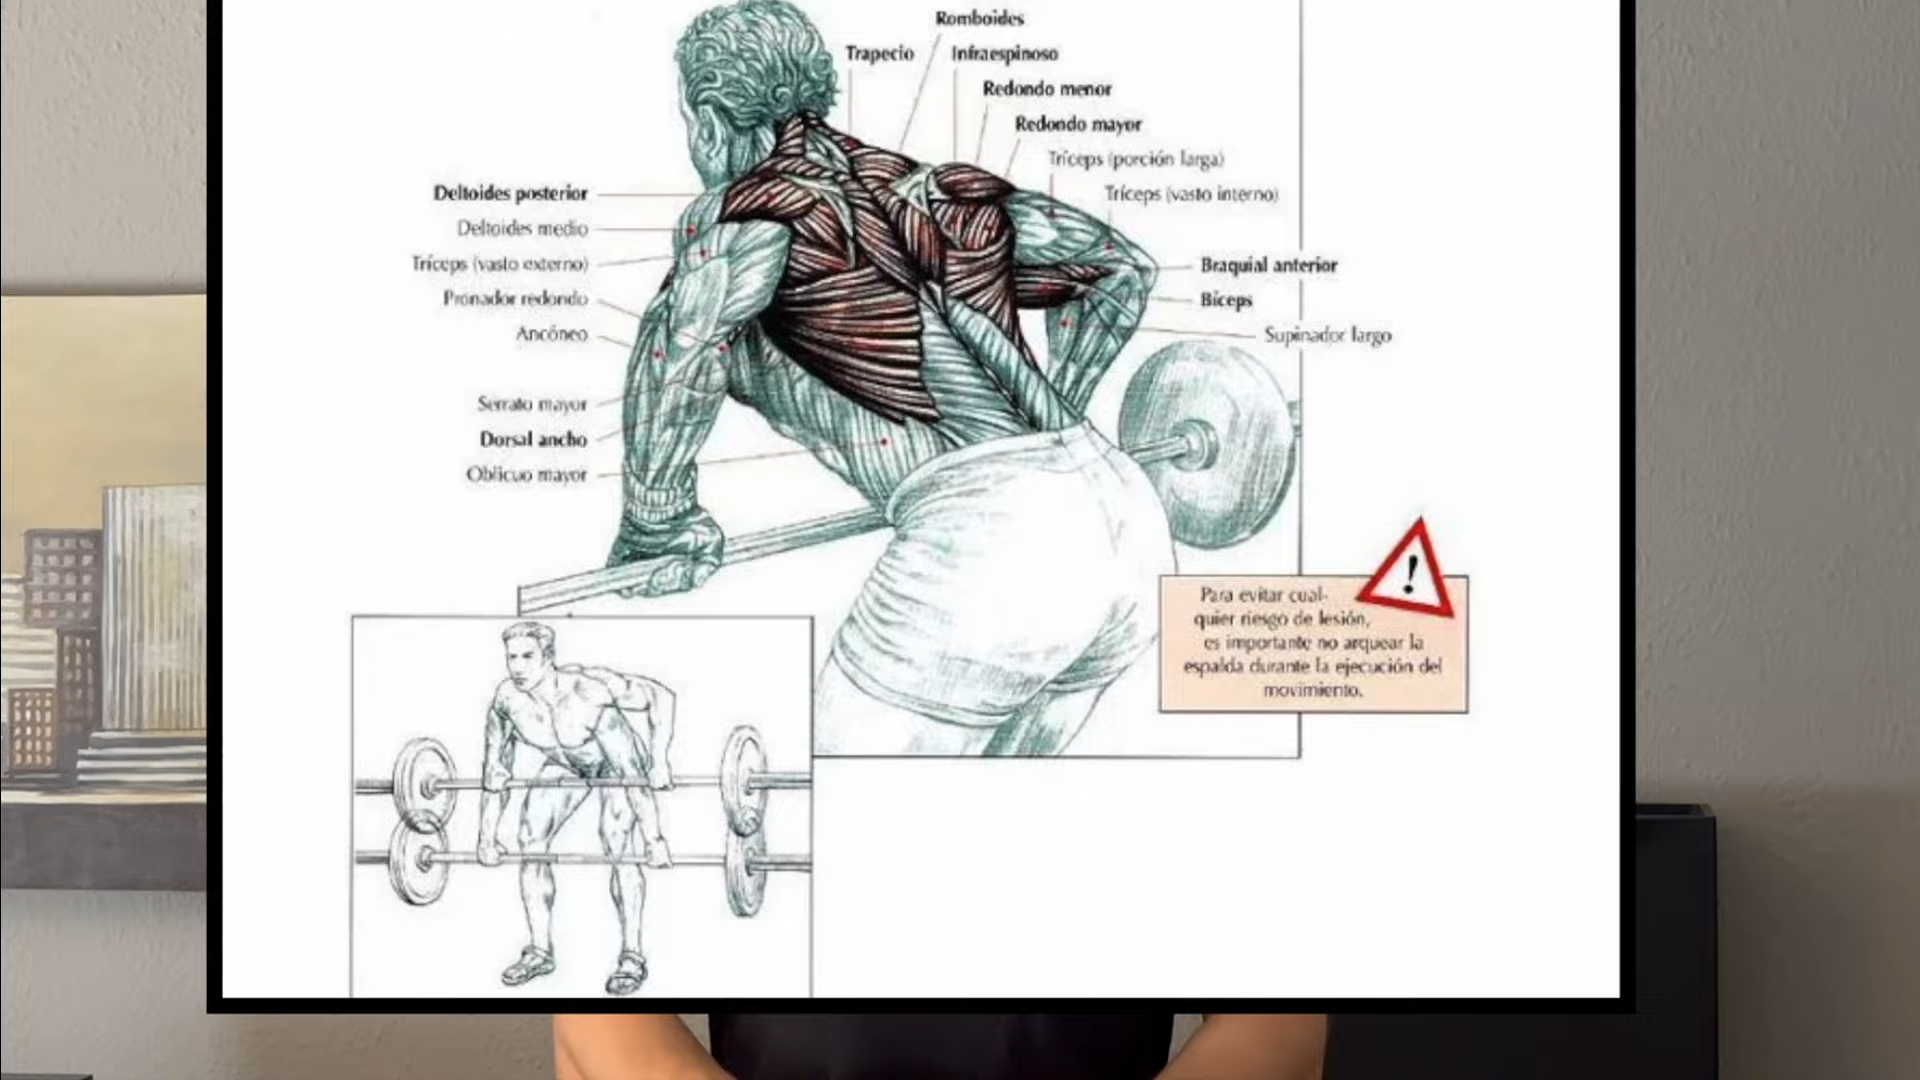 Romboides
Trapecio
Infraespinoso
Redondo menor
Redondo mayor
Tríceps (porción larga)
Tríceps (vasto interno)
Deltoides posterior
Deltoides medio
Tríceps (vasto externo)
Pronador redondo
Ancóneo
Serrato mayor
Dorsal ancho
Oblicuo mayor
Braquial anterior
Bíceps
Supinador largo
!
Para evitar cual-
quier riesgo de lesión,
es importante no arquear la
espalda durante la ejecución del
movimiento.